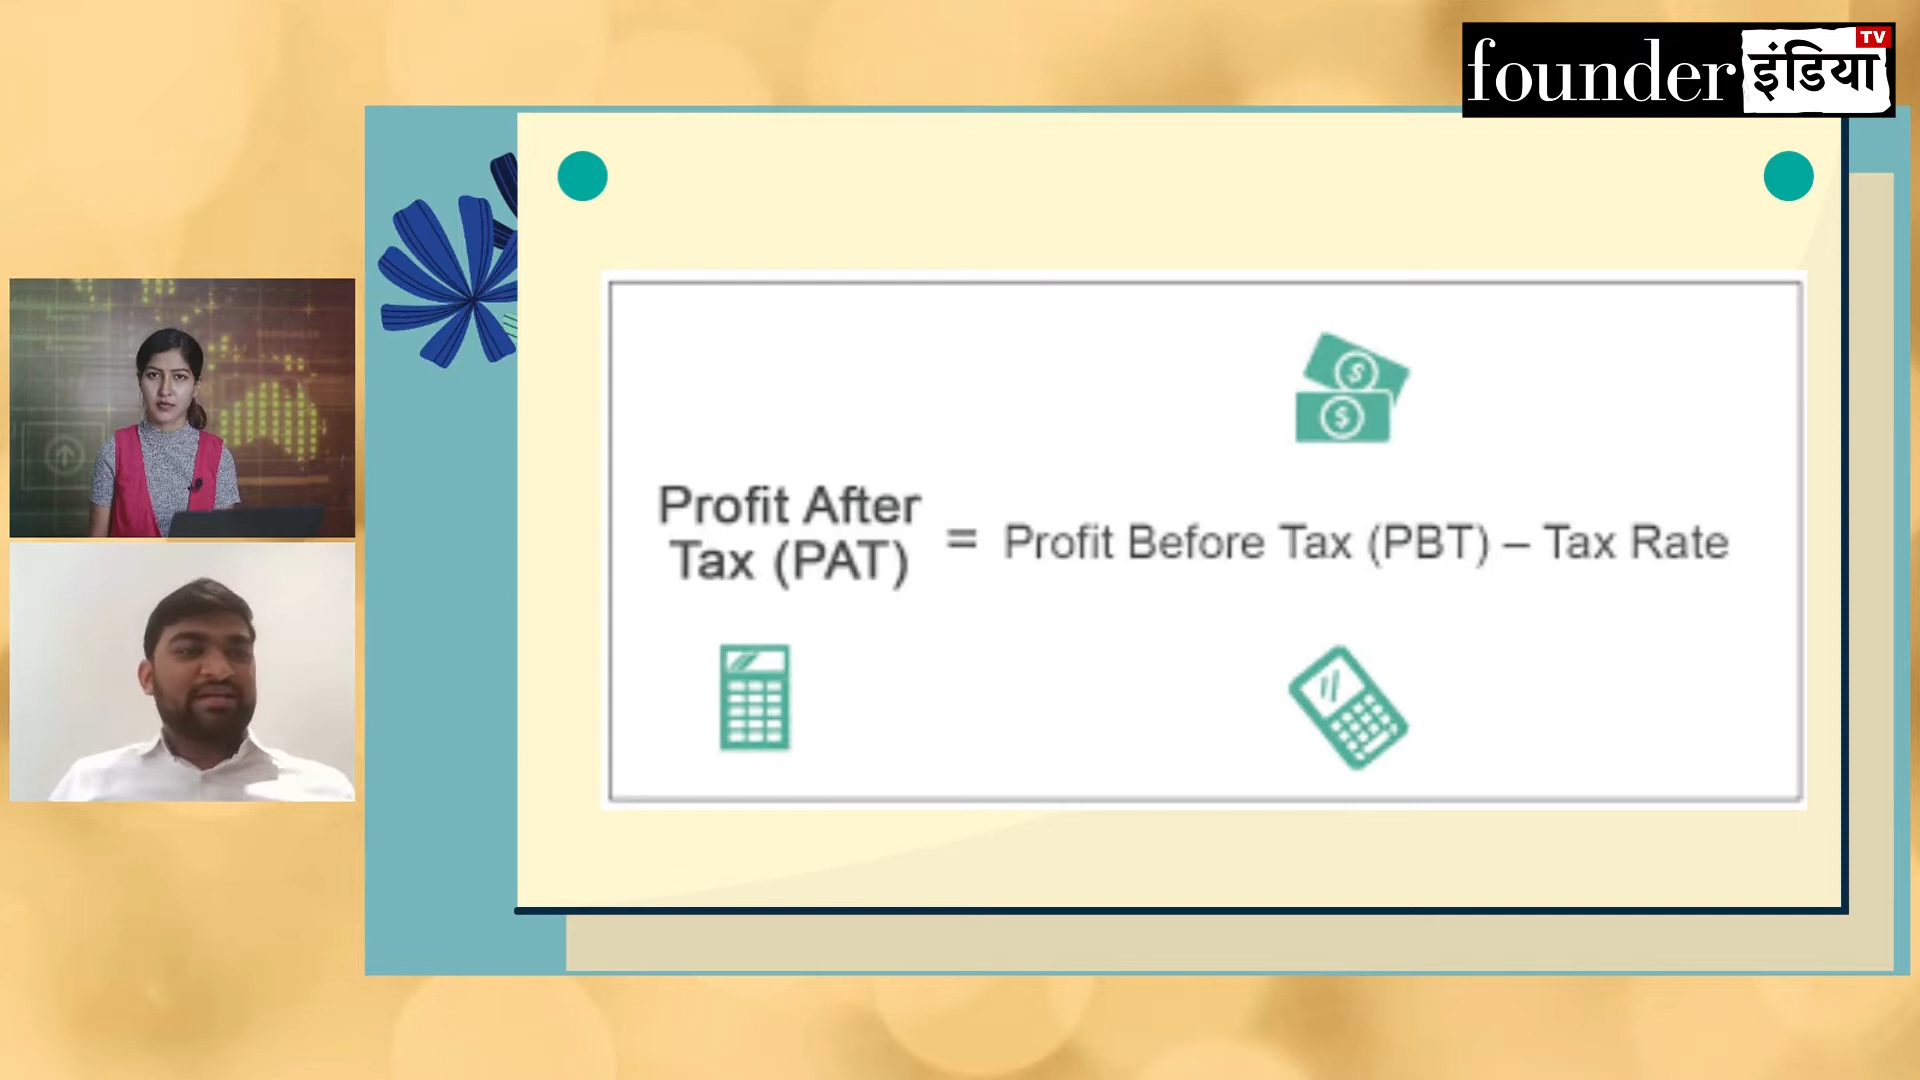 founder इंडिया TV
Profit After
Tax (PAT)
= Profit Before Tax (PBT) – Tax Rate